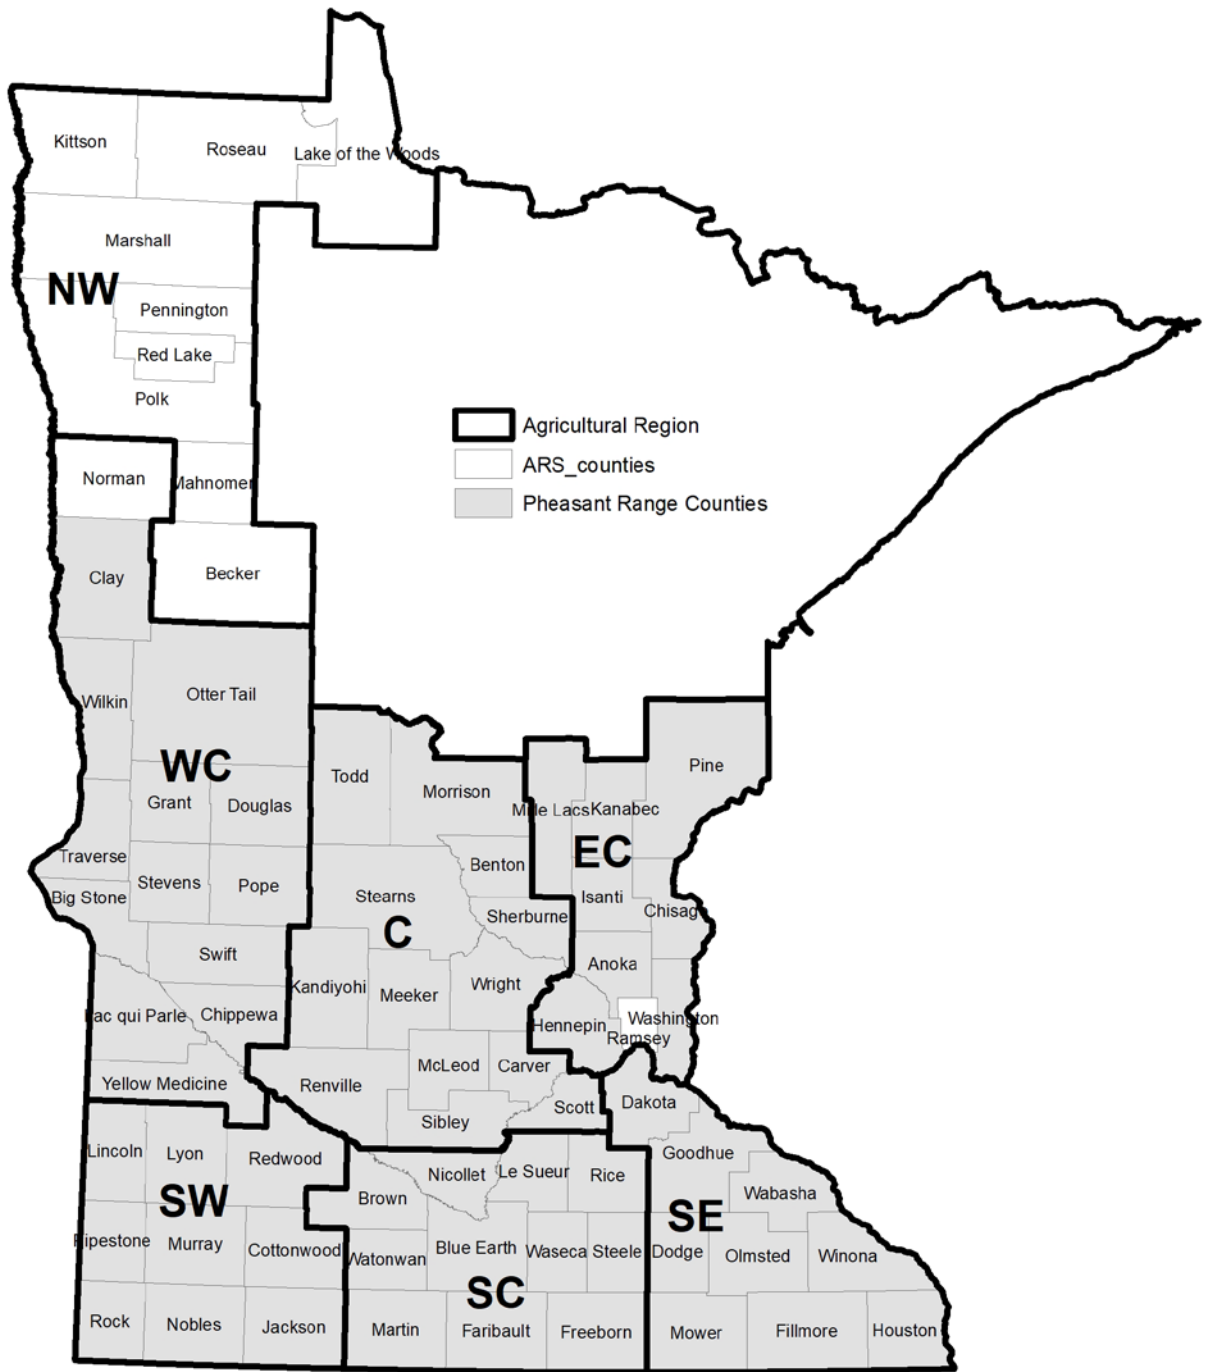 Kittson
Roseau
Lake of the Woods
Marshall
NW
Pennington
Red Lake
Polk
Agricultural Region
ARS_counties
Pheasant Range Counties
Norman
Mahnomen
Clay
Becker
Wilkin
Otter Tail
WC
Grant
Douglas
Traverse
Stevens
Pope
Big Stone
Swift
Lac qui Parle
Chippewa
Yellow Medicine
Todd
Morrison
Benton
Stearns
Sherburne
C
Kandiyohi
Meeker
Wright
McLeod
Carver
Renville
Scott
Sibley
Pine
Mille Lacs
Kanabec
EC
Isanti
Chisag
Anoka
Hennepin
Washington
Ramsey
Lincoln
Lyon
Redwood
SW
Pipestone
Murray
Cottonwood
Rock
Nobles
Jackson
Nicollet
Le Sueur
Rice
Brown
Watonwan
Blue Earth
Waseca
Steele
SC
Martin
Faribault
Freeborn
Dakota
Goodhue
Wabasha
SE
Dodge
Olmsted
Winona
Mower
Fillmore
Houston